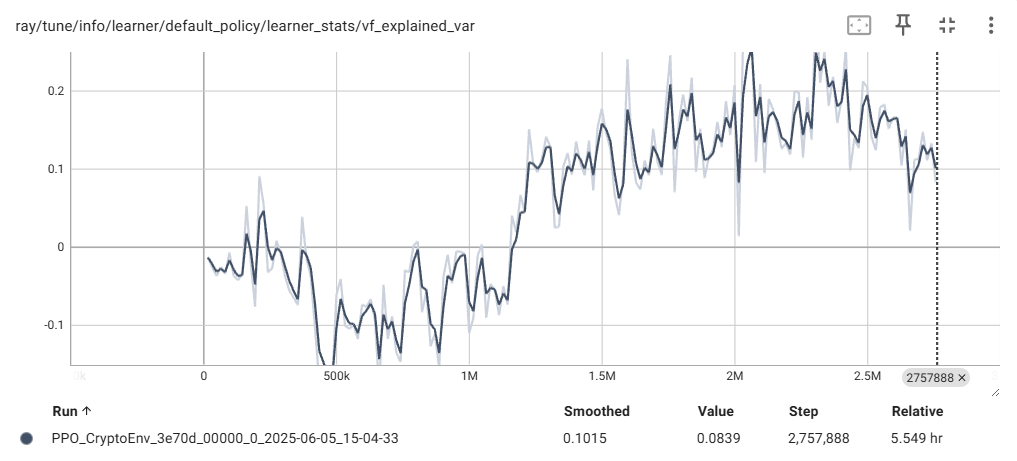 ray/tune/info/learner/default_policy/learner_stats/vf_explained_var
0.2
0.1
0
-0.1
0k 0 500k 1M 1.5M 2M 2.5M 2757888 ×
Run ↑ Smoothed Value Step Relative
PPO_CryptoEnv_3e70d_00000_0_2025-06-05_15-04-33 0.1015 0.0839 2,757,888 5.549 hr